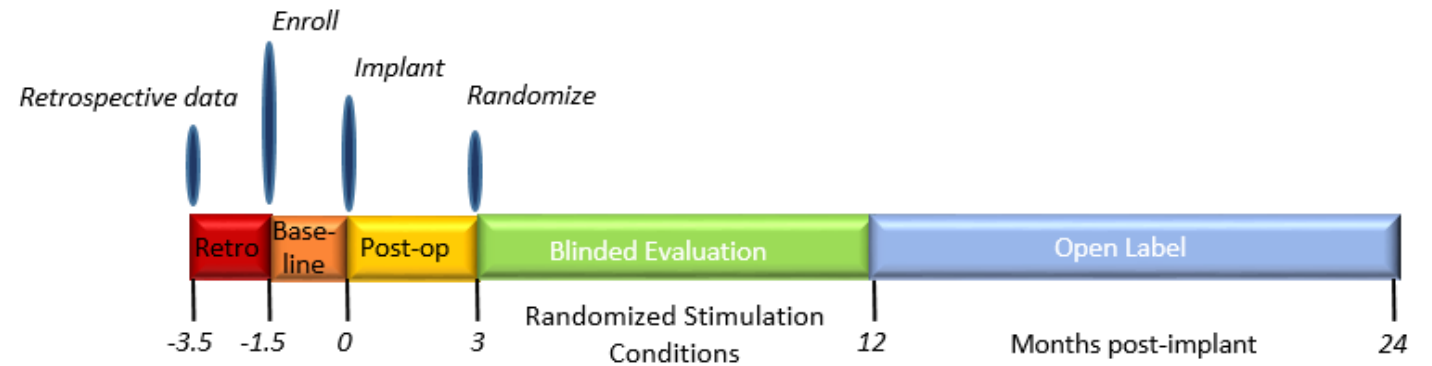 Enroll
Implant
Retrospective data
Randomize
Retro
Base-
line
Post-op
Blinded Evaluation
Open Label
-3.5
-1.5
0
3
Randomized Stimulation
Conditions
12
Months post-implant
24